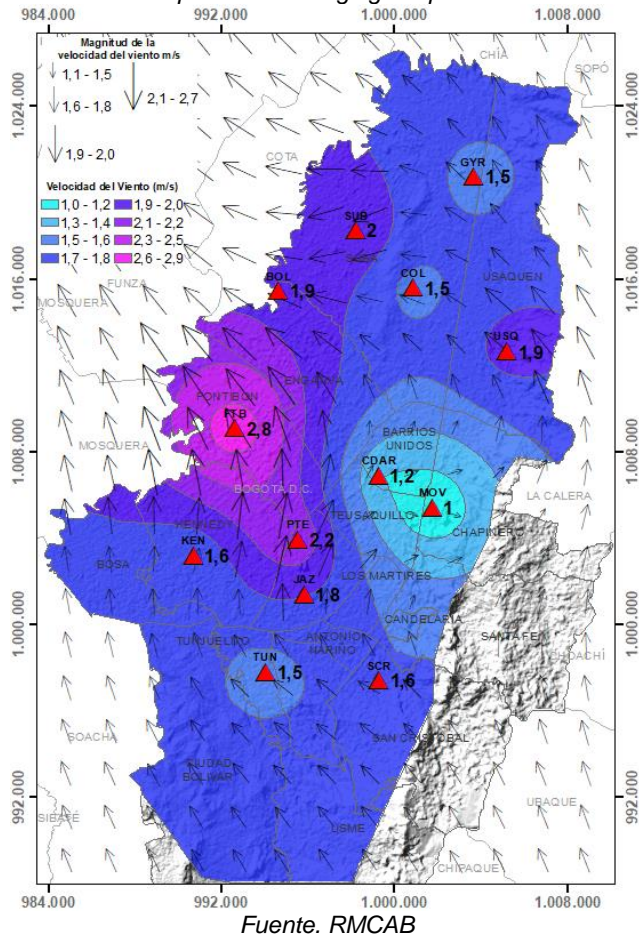 984.000 992.000 1.000.000 1.008.000
Magnitud de la
velocidad del viento m/s
1,1 - 1,5
1,6 - 1,8
2,1 - 2,7
1,9 - 2,0
Velocidad del Viento (m/s)
1,0 - 1,2 1,9 - 2,0
1,3 - 1,4 2,1 - 2,2
1,5 - 1,6 2,3 - 2,5
1,7 - 1,8 2,6 - 2,9
CHÍA
SOPÓ
1.024.000 1.024.000
COTA
GYR
1,5
SUB
2
SUBA
1.016.000 1.016.000
FUNZA
BOL
1,9
COL
1,5
USAQUEN
MOSQUERA
USQ
1,9
ENGATIVA
FONTIBON
FTB
2,8
BARRIOS
UNIDOS
1.008.000 1.008.000
MOSQUERA
CDAR
1,2
BOGOTÁ D.C.
MOV
1
LA CALERA
TEUSAQUILLO
CHAPINERO
KENNEDY
PTE
2,2
KEN
1,6
BOSA
LOS MARTIRES
JAZ
1,8
1.000.000 1.000.000
CANDELARIA
SANTA FE
TUNJUELITO
ANTONIO
NARIÑO
CHOACHÍ
TUN
1,5
SCR
1,6
SOACHA
SAN CRISTOBAL
CIUDAD
BOLIVAR
992.000 992.000
SIBATÉ
USME
UBAQUE
CHIPAQUE
984.000 992.000 1.000.000 1.008.000
Fuente. RMCAB